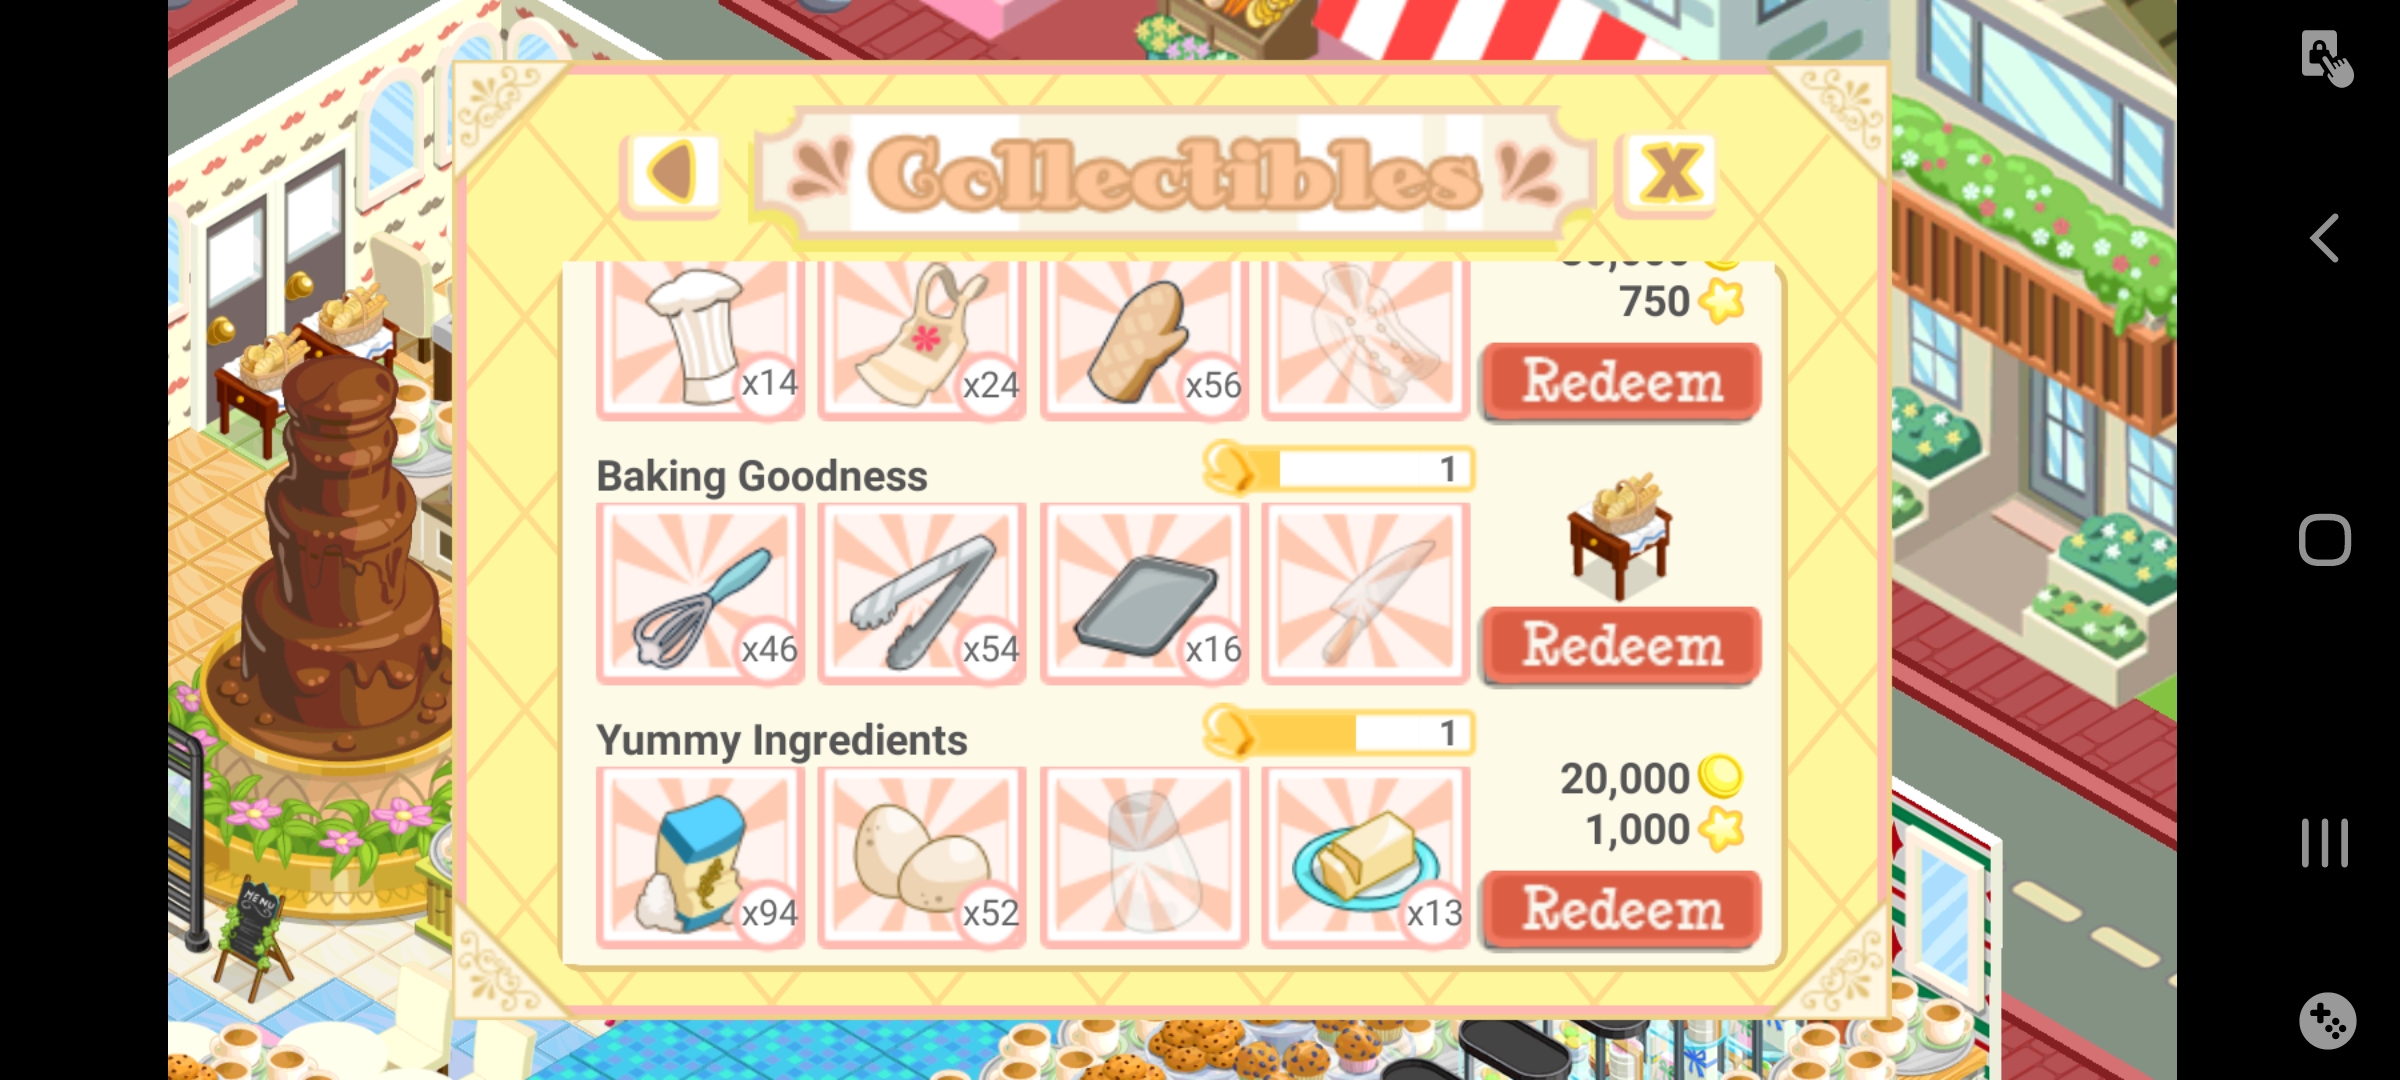 Collectibles
X
750
x14
x24
x56
Redeem
Baking Goodness
1
x46
x54
x16
Redeem
Yummy Ingredients
1
20,000
1,000
x94
x52
x13
Redeem
MENU